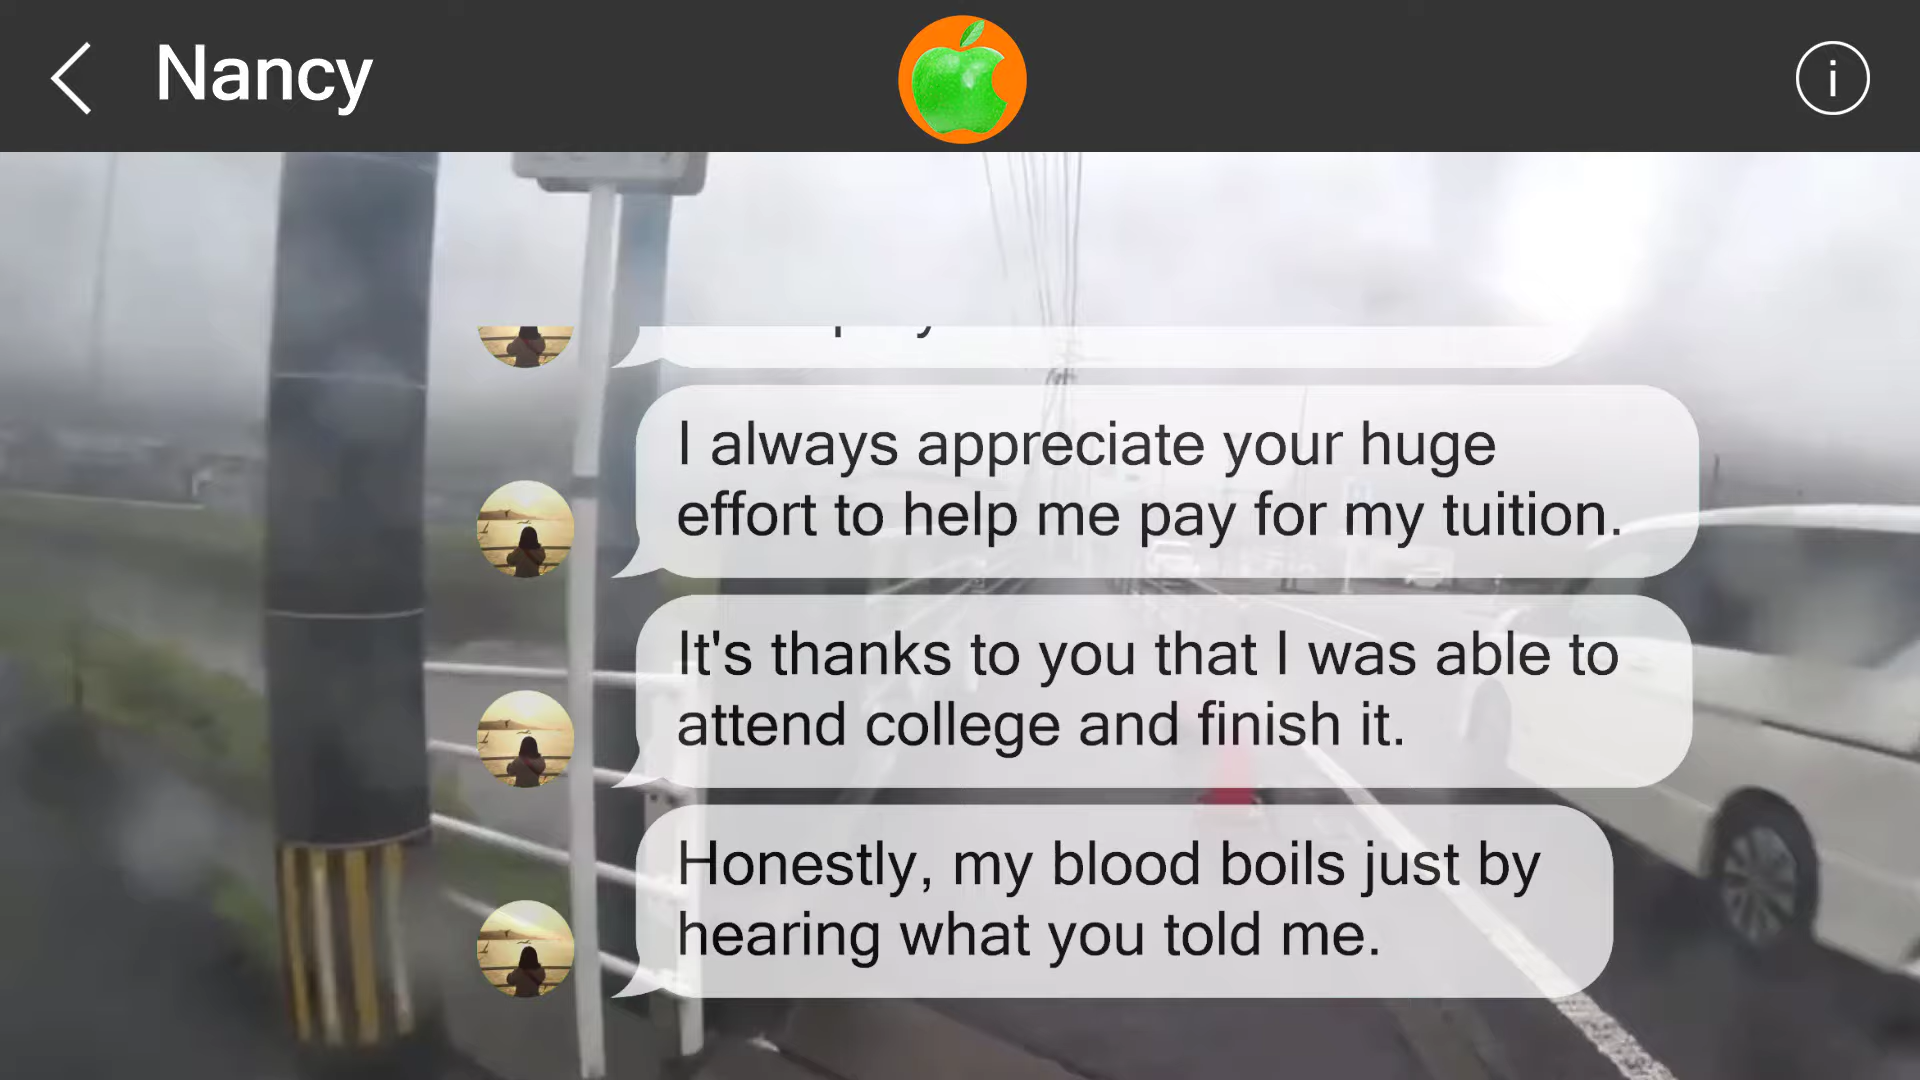 Nancy
i
I always appreciate your huge
effort to help me pay for my tuition.
It's thanks to you that I was able to
attend college and finish it.
Honestly, my blood boils just by
hearing what you told me.